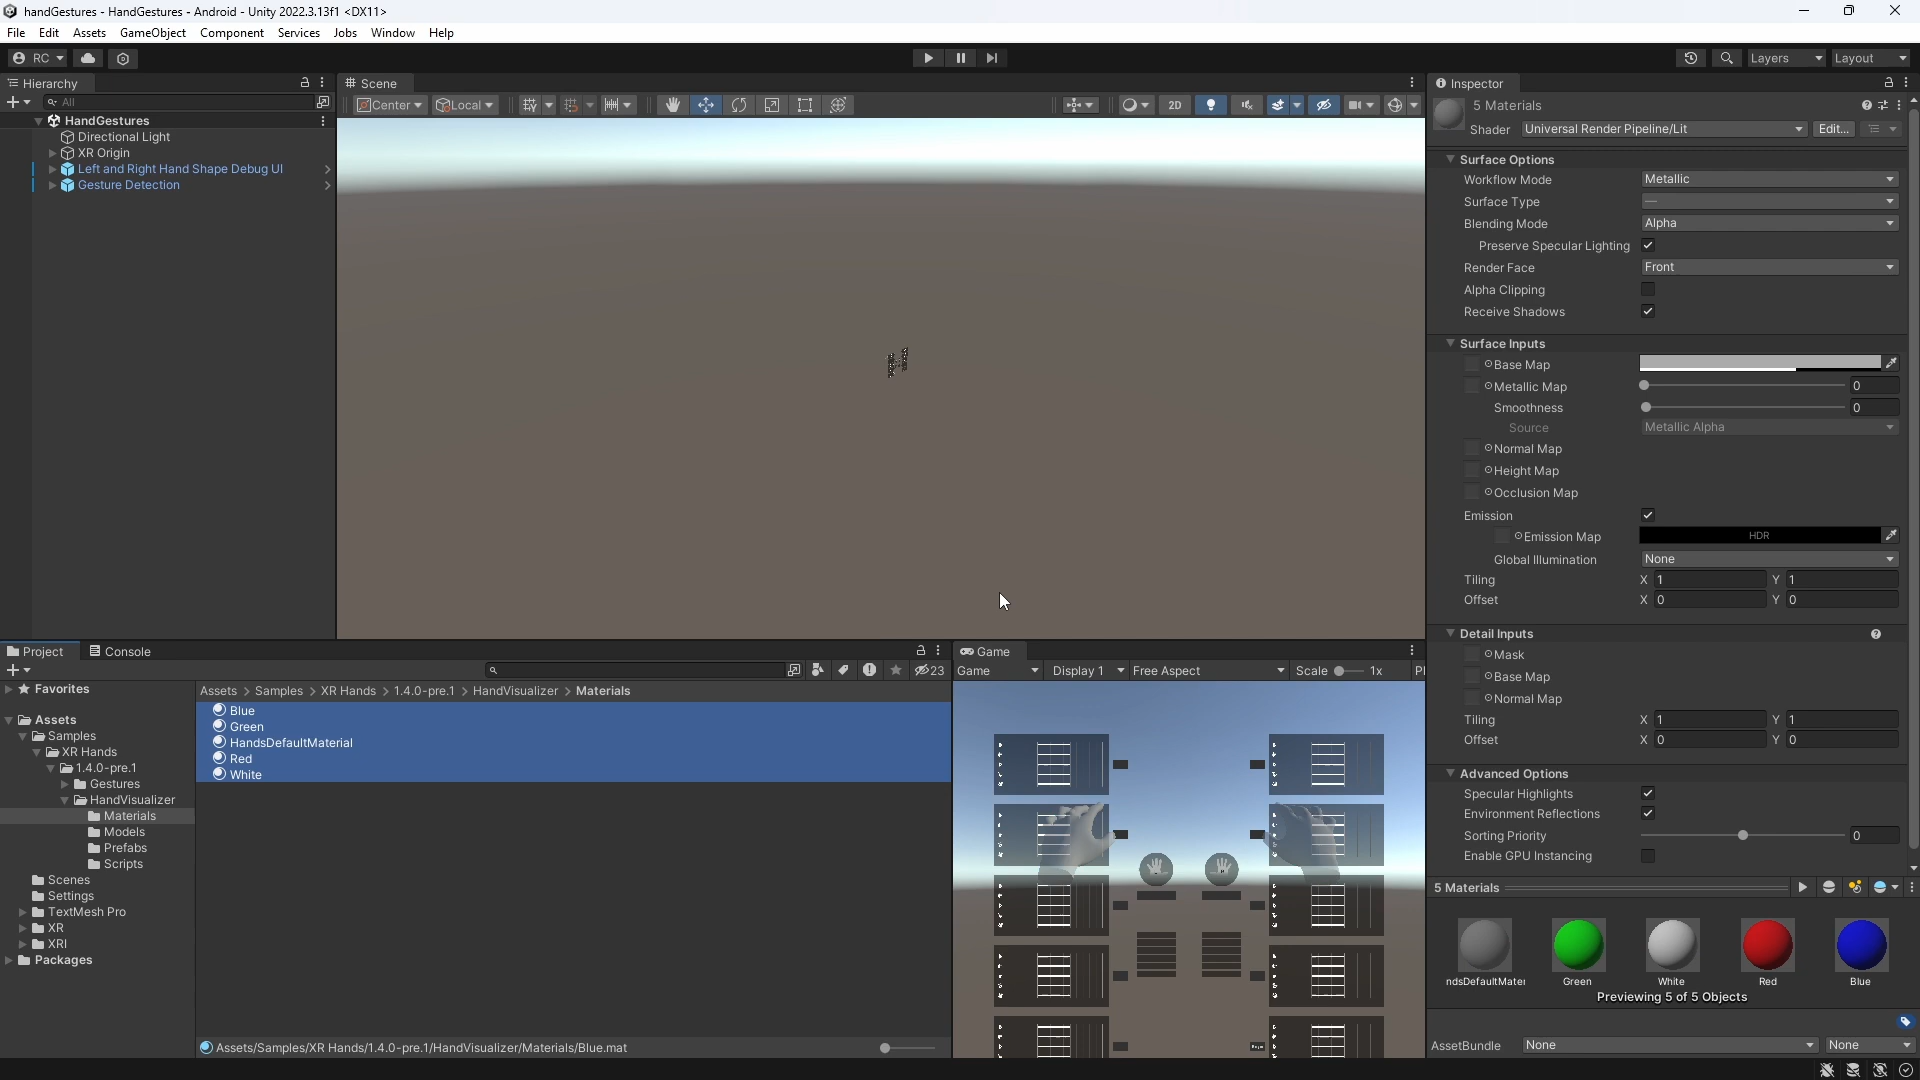 handGestures - HandGestures - Android - Unity 2022.3.13f1 <DX11>
File Edit Assets GameObject Component Services Jobs Window Help
RC
Layers
Layout
Hierarchy
All
HandGestures
Directional Light
XR Origin
Left and Right Hand Shape Debug UI
Gesture Detection
Scene
Center
Local
2D
Inspector
5 Materials
Shader Universal Render Pipeline/Lit Edit...
Surface Options
Workflow Mode Metallic
Surface Type —
Blending Mode Alpha
Preserve Specular Lighting
Render Face Front
Alpha Clipping
Receive Shadows
Surface Inputs
Base Map
Metallic Map 0
Smoothness 0
Source Metallic Alpha
Normal Map
Height Map
Occlusion Map
Emission
Emission Map HDR
Global Illumination None
Tiling X 1 Y 1
Offset X 0 Y 0
Detail Inputs
Mask
Base Map
Normal Map
Tiling X 1 Y 1
Offset X 0 Y 0
Advanced Options
Specular Highlights
Environment Reflections
Sorting Priority 0
Enable GPU Instancing
5 Materials
ndsDefaultMater Green White Red Blue
Previewing 5 of 5 Objects
AssetBundle None None
Project Console
23
Favorites
Assets
Samples
XR Hands
1.4.0-pre.1
Gestures
HandVisualizer
Materials
Models
Prefabs
Scripts
Scenes
Settings
TextMesh Pro
XR
XRI
Packages
Assets > Samples > XR Hands > 1.4.0-pre.1 > HandVisualizer > Materials
Blue
Green
HandsDefaultMaterial
Red
White
Assets/Samples/XR Hands/1.4.0-pre.1/HandVisualizer/Materials/Blue.mat
Game
Game Display 1 Free Aspect Scale 1x Pl